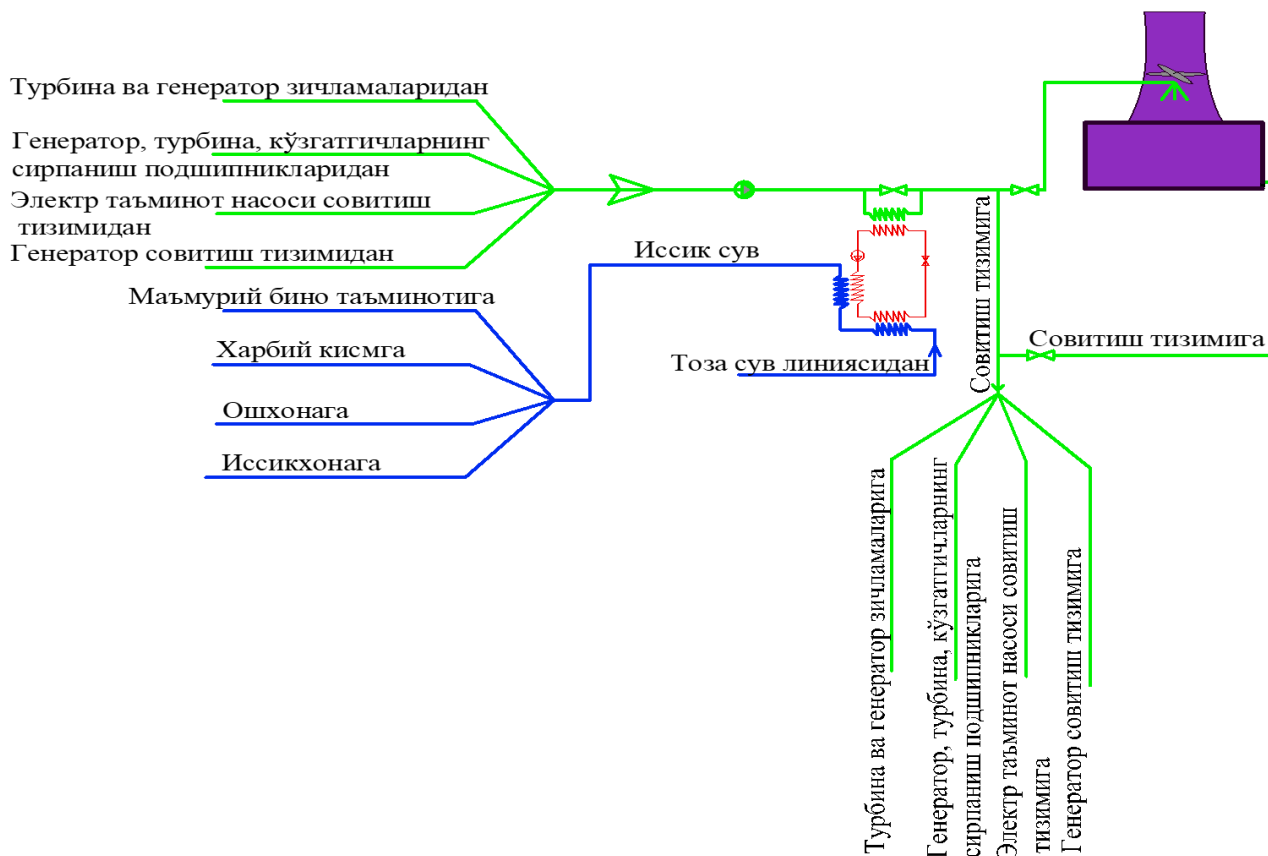 Турбина ва генератор зичламаларидан
Генератор, турбина, кўзгатгичларнинг
сирпаниш подшипникларидан
Электр таъминот насоси совитиш
тизимидан
Генератор совитиш тизимидан
Маъмурий бино таъминотига
Харбий кисмга
Ошхонага
Иссикхонага
Иссик сув
Тоза сув линиясидан
Совитиш тизимига
Совитиш тизимига
Турбина ва генератор зичламаларига
Генератор, турбина, кўзгатгичларнинг
сирпаниш подшипникларига
Электр таъминот насоси совитиш
тизимига
Генератор совитиш тизимига